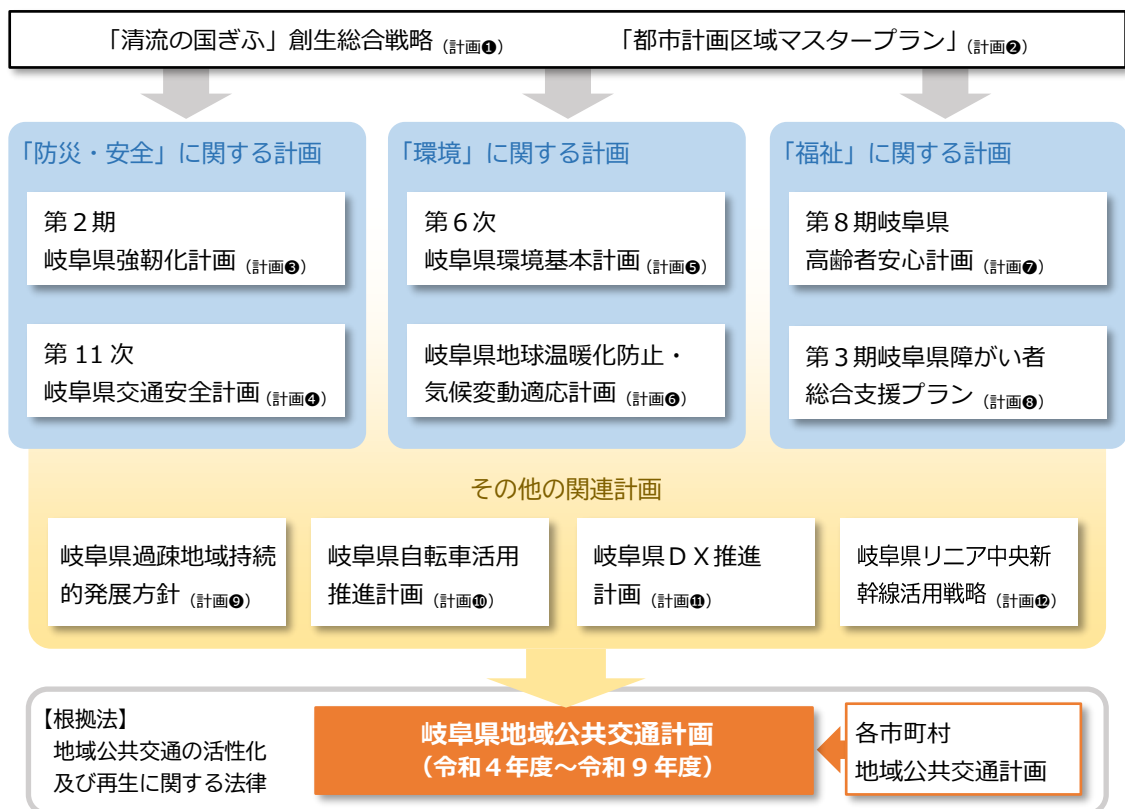 「清流の国ぎふ」創生総合戦略(計画❶) 「都市計画区域マスタープラン」(計画❷)
「防災・安全」に関する計画
第２期
岐阜県強靭化計画(計画❸)
第 11 次
岐阜県交通安全計画(計画❹)
「環境」に関する計画
第６次
岐阜県環境基本計画(計画❺)
岐阜県地球温暖化防止・
気候変動適応計画(計画❻)
「福祉」に関する計画
第８期岐阜県
高齢者安心計画(計画❼)
第３期岐阜県障がい者
総合支援プラン(計画❽)
その他の関連計画
岐阜県過疎地域持続
的発展方針(計画❾)
岐阜県自転車活用
推進計画(計画❿)
岐阜県ＤＸ推進
計画(計画⓫)
岐阜県リニア中央新
幹線活用戦略(計画⓬)
【根拠法】
地域公共交通の活性化
及び再生に関する法律
岐阜県地域公共交通計画
（令和４年度～令和９年度）
各市町村
地域公共交通計画